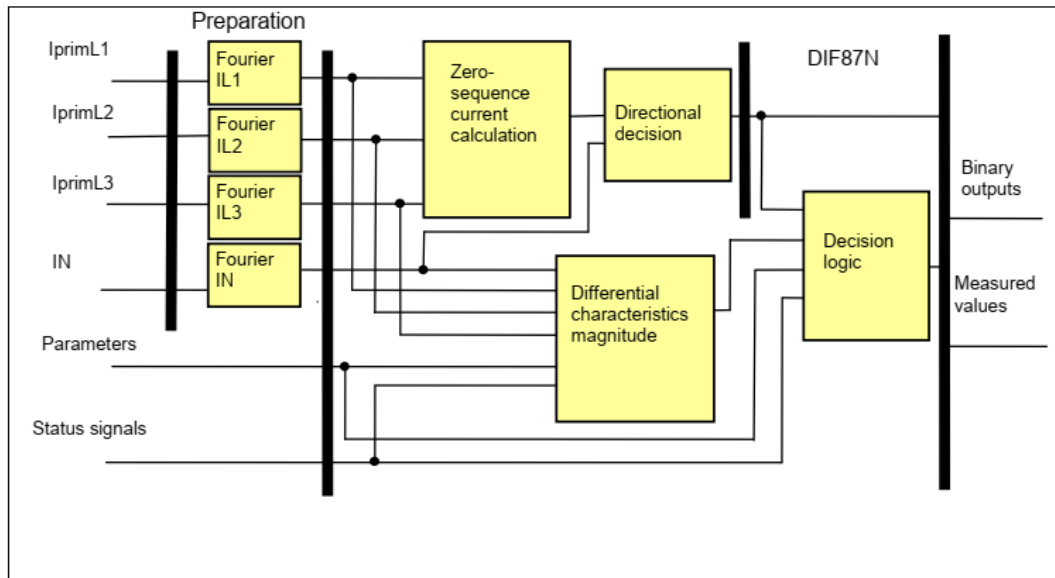 Preparation
IprimL1
Fourier
IL1
IprimL2
Fourier
IL2
IprimL3
Fourier
IL3
IN
Fourier
IN
Parameters
Status signals
Zero-
sequence
current
calculation
Directional
decision
Differential
characteristics
magnitude
DIF87N
Decision
logic
Binary
outputs
Measured
values